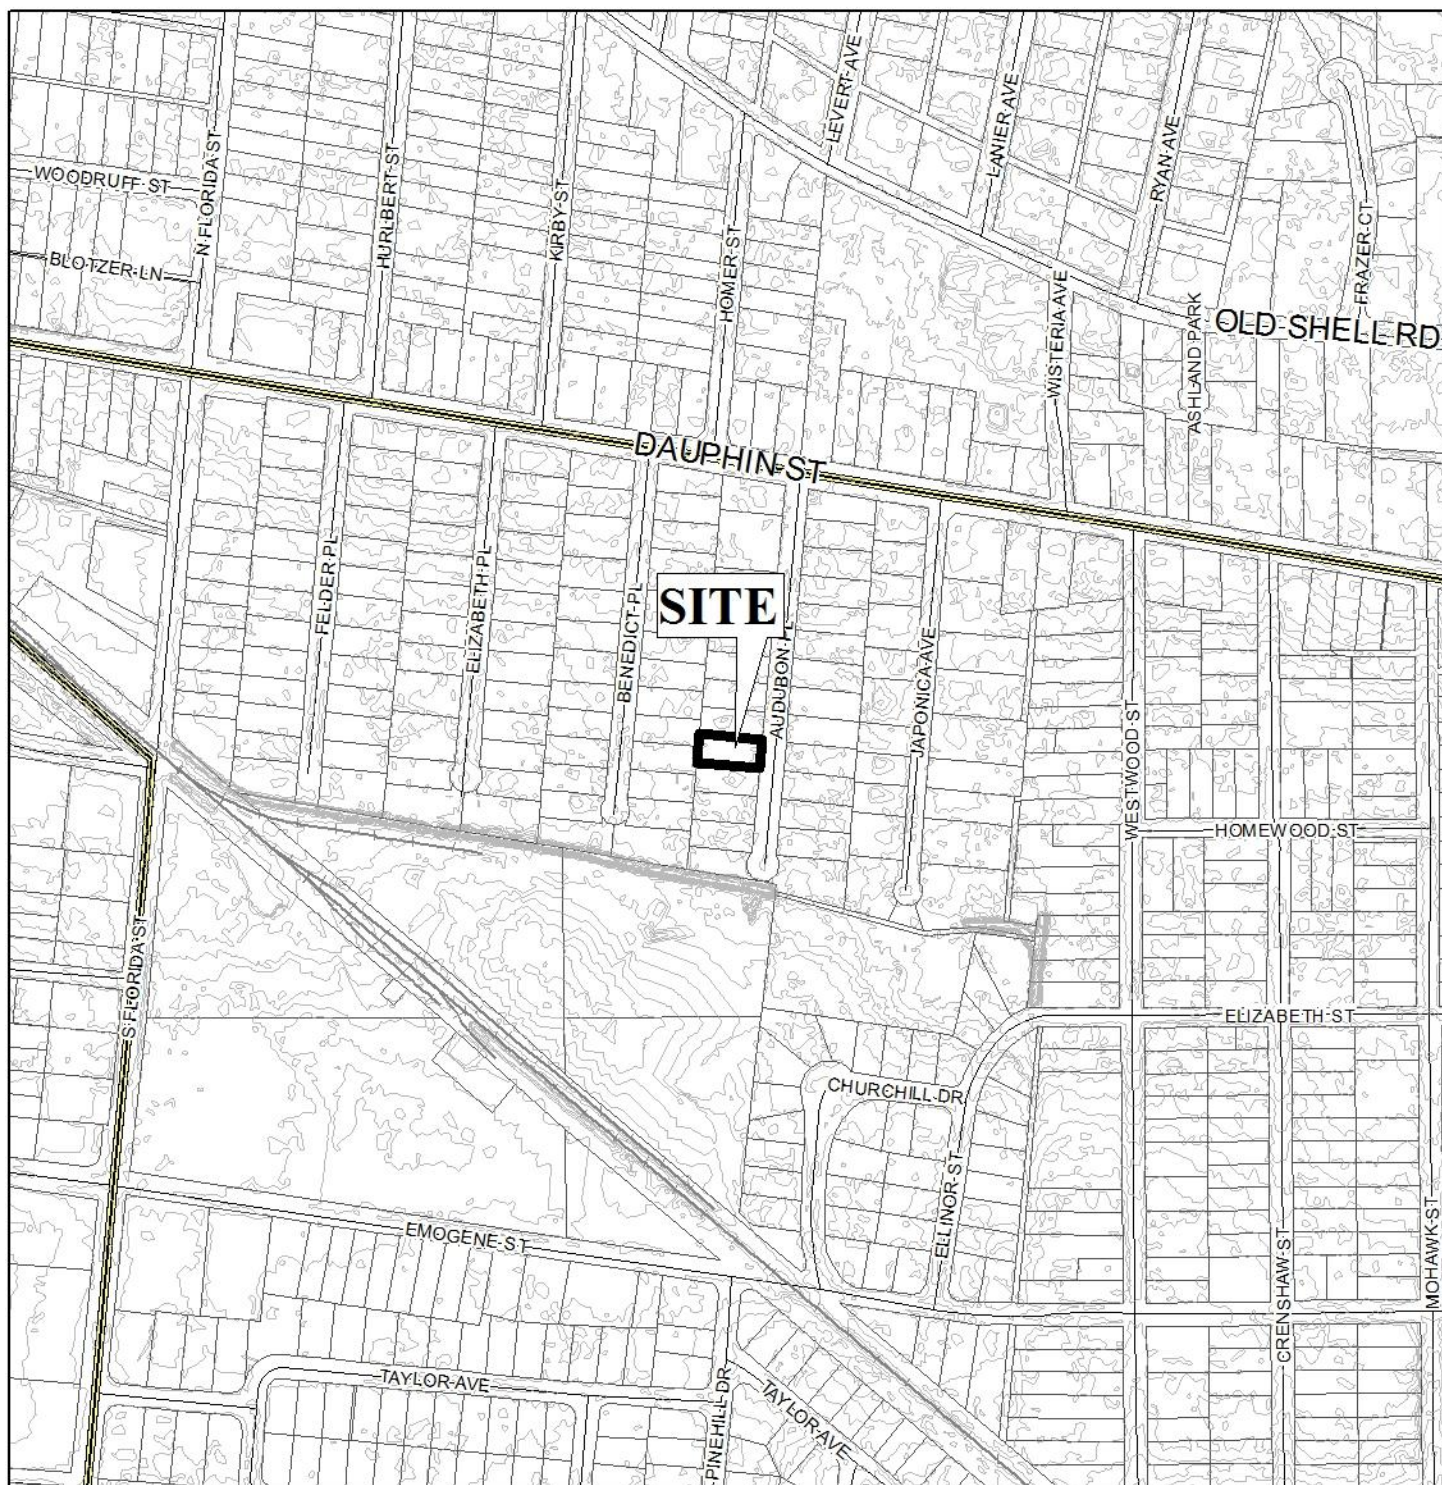 LEVERT AVE
LANIER AVE
RYAN AVE
N FLORIDA ST
WOODRUFF ST
HURLBERT ST
KIRBY ST
HOMER ST
FRAZER CT
BLOTZER LN
WISTERIA AVE
ASHLAND PARK
OLD SHELL RD
DAUPHIN ST
FELDER PL
ELIZABETH PL
BENEDICT PL
SITE
AUDUBON PL
JAPONICA AVE
WESTWOOD ST
HOMEWOOD ST
S FLORIDA ST
ELIZABETH ST
CHURCHILL DR
ELLINOR ST
EMOGENE ST
CRENSHAW ST
MOHAWK ST
TAYLOR AVE
PINEHILL DR
TAYLOR AVE